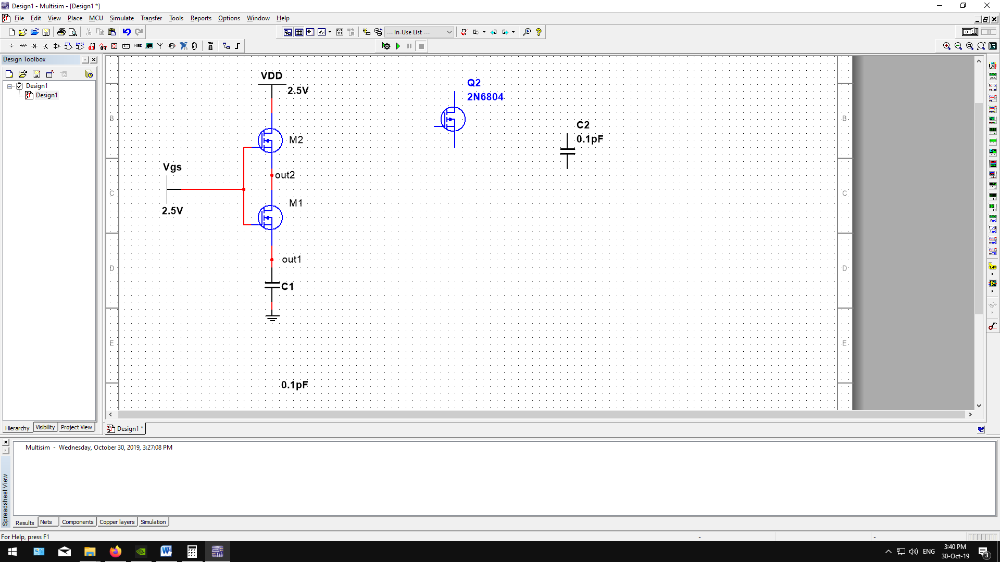 Design1 - Multisim - [Design1 *]
File Edit View Place MCU Simulate Transfer Tools Reports Options Window Help
--- In-Use List ---
MISC
Design Toolbox
Design1
Design1
VDD
2.5V
Q2
2N6804
B
B
C2
0.1pF
M2
Vgs
out2
C
C
M1
2.5V
out1
D
D
C1
E
E
0.1pF
Hierarchy Visibility Project View
Design1 *
Multisim - Wednesday, October 30, 2019, 3:27:08 PM
Spreadsheet View
Results Nets Components Copper layers Simulation
For Help, press F1
- -
ENG
3:40 PM
30-Oct-19
3